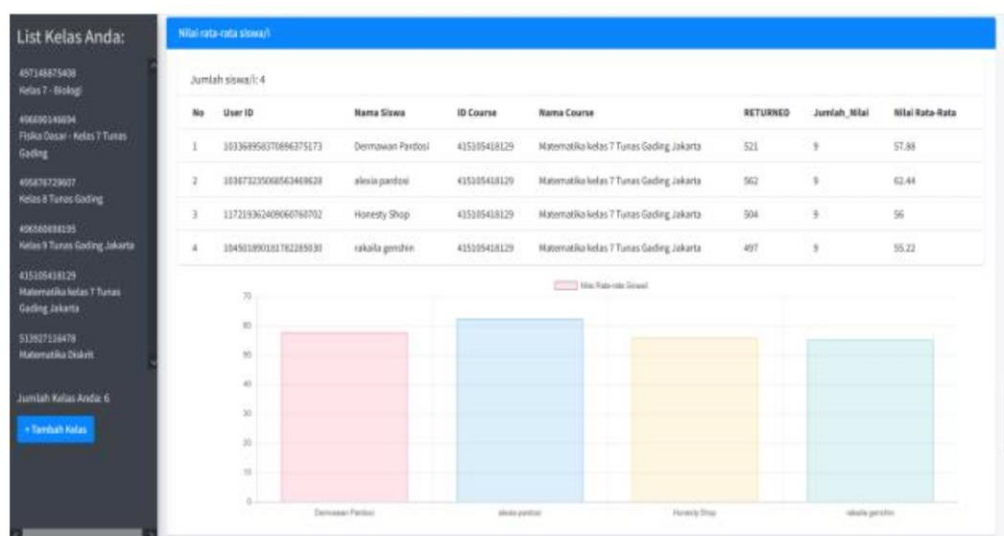 List Kelas Anda:
497148875408
Kelas 7 - Biologi
496690146694
Fisika Dasar - Kelas 7 Tunas
Gading
495876729607
Kelas 8 Tunas Gading
Kelas 9 Tunas Gading Jakarta
415105418129
Matematika kelas 7 Tunas
Gading Jakarta
513927116478
Matematika Diskrit
Jumlah Kelas Anda: 6
+ Tambah Kelas
Nilai rata-rata siswa/i
Jumlah siswa/i: 4
No User ID Nama Siswa ID Course Nama Course RETURNED Jumlah_Nilai Nilai Rata-Rata
1 103368958370896375173 Dermawan Pardosi 415105418129 Matematika kelas 7 Tunas Gading Jakarta 521 9 57.88
2 103673235068563469628 alexia pardosi 415105418129 Matematika kelas 7 Tunas Gading Jakarta 562 9 62.44
3 117219362409060760702 Honesty Shop 415105418129 Matematika kelas 7 Tunas Gading Jakarta 504 9 56
4 104501890181782285030 rakaila genshin 415105418129 Matematika kelas 7 Tunas Gading Jakarta 497 9 55.22
Nilai Rata-rata Siswa/i
70
60
50
40
30
20
10
0
Dermawan Pardosi alexia pardosi Honesty Shop rakaila genshin